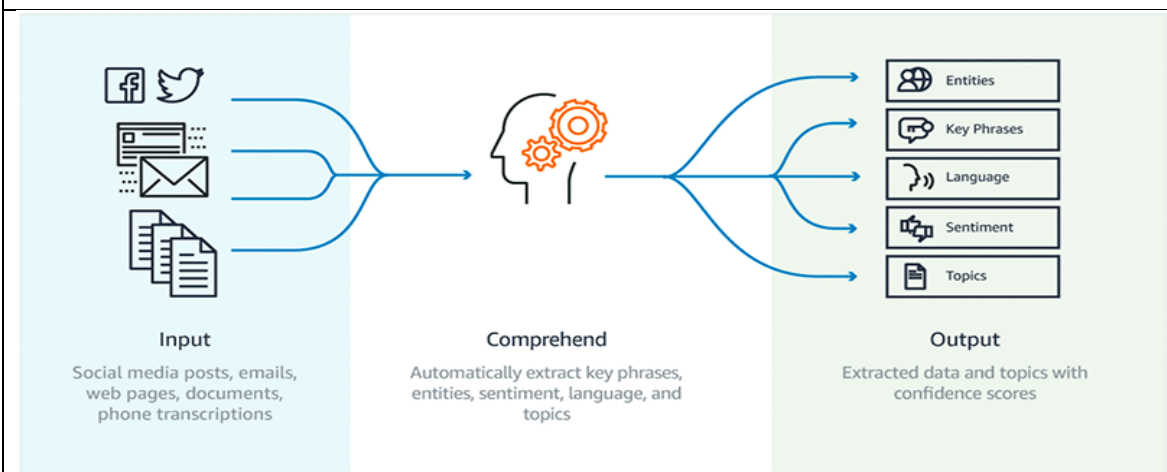 Entities
Key Phrases
Language
Sentiment
Topics
Input
Social media posts, emails,
web pages, documents,
phone transcriptions
Comprehend
Automatically extract key phrases,
entities, sentiment, language, and
topics
Output
Extracted data and topics with
confidence scores